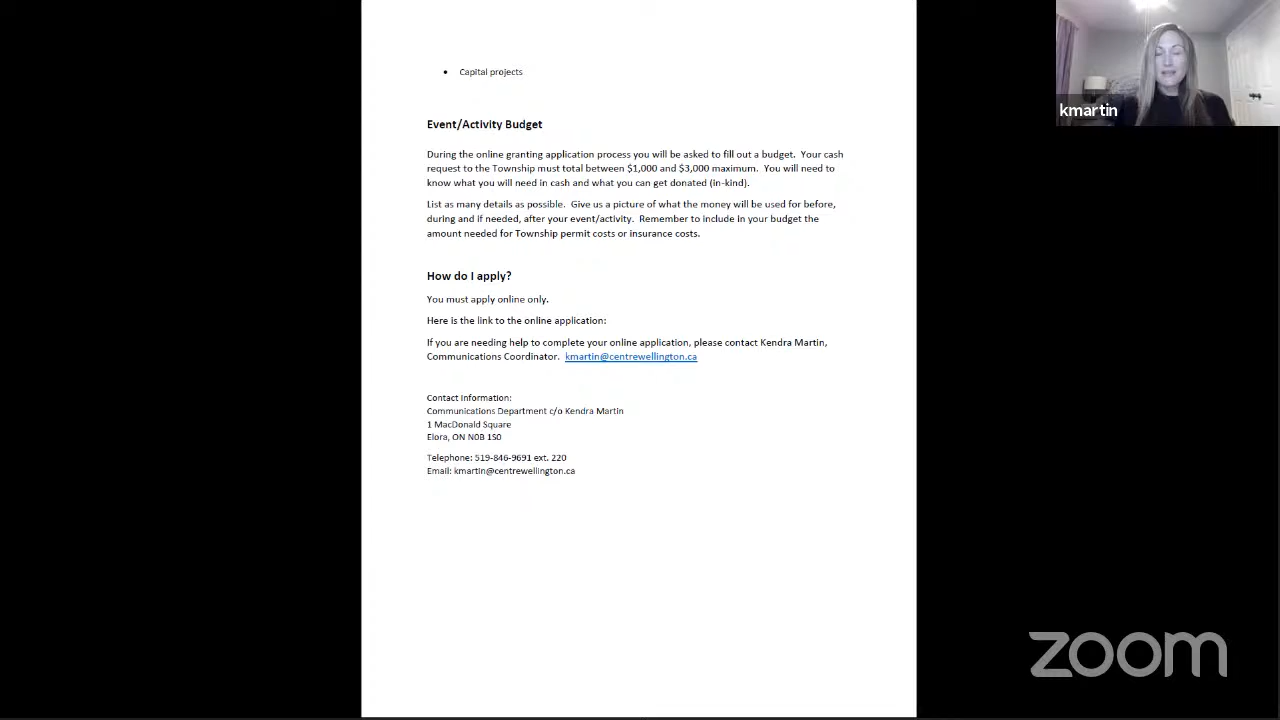 • Capital projects
Event/Activity Budget
During the online granting application process you will be asked to fill out a budget. Your cash
request to the Township must total between $1,000 and $3,000 maximum. You will need to
know what you will need in cash and what you can get donated (in-kind).
List as many details as possible. Give us a picture of what the money will be used for before,
during and if needed, after your event/activity. Remember to include in your budget the
amount needed for Township permit costs or insurance costs.
How do I apply?
You must apply online only.
Here is the link to the online application:
If you are needing help to complete your online application, please contact Kendra Martin,
Communications Coordinator. kmartin@centrewellington.ca
Contact Information:
Communications Department c/o Kendra Martin
1 MacDonald Square
Elora, ON N0B 1S0
Telephone: 519-846-9691 ext. 220
Email: kmartin@centrewellington.ca
kmartin
zoom